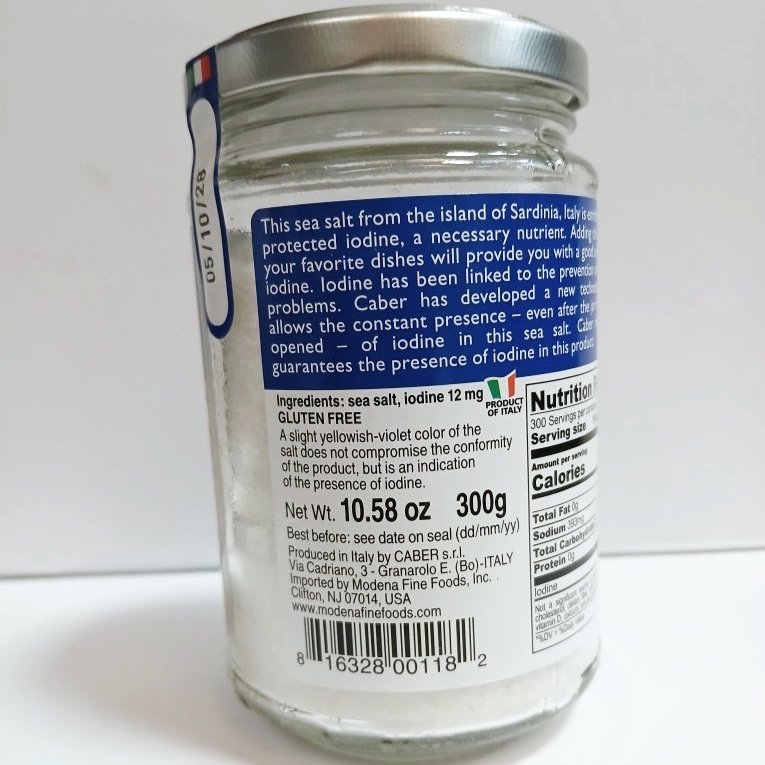 05/10/28
This sea salt from the island of Sardinia, Italy is
protected iodine, a necessary nutrient. Adding
your favorite dishes will provide you with a good
iodine. Iodine has been linked to the prevention
problems. Caber has developed a new
allows the constant presence – even after the
opened – of iodine in this sea salt. Caber
guarantees the presence of iodine in this product.
Ingredients: sea salt, iodine 12 mg
GLUTEN FREE
PRODUCT
OF ITALY
A slight yellowish-violet color of the
salt does not compromise the conformity
of the product, but is an indication
of the presence of iodine.
Net Wt. 10.58 oz 300g
Best before: see date on seal (dd/mm/yy)
Produced in Italy by CABER s.r.l.
Via Cadriano, 3 - Granarolo E. (Bo)-ITALY
Imported by Modena Fine Foods, Inc.
Clifton, NJ 07014, USA
www.modenafinefoods.com
8 16328 00118 2
Nutrition
300 Servings per
Serving size
Amount per serving
Calories
Total Fat 0g
Sodium 390mg
Total Carbohydrate
Protein 0g
Iodine
Not a significant
cholesterol,
vitamin D,
*%DV = %Daily Value